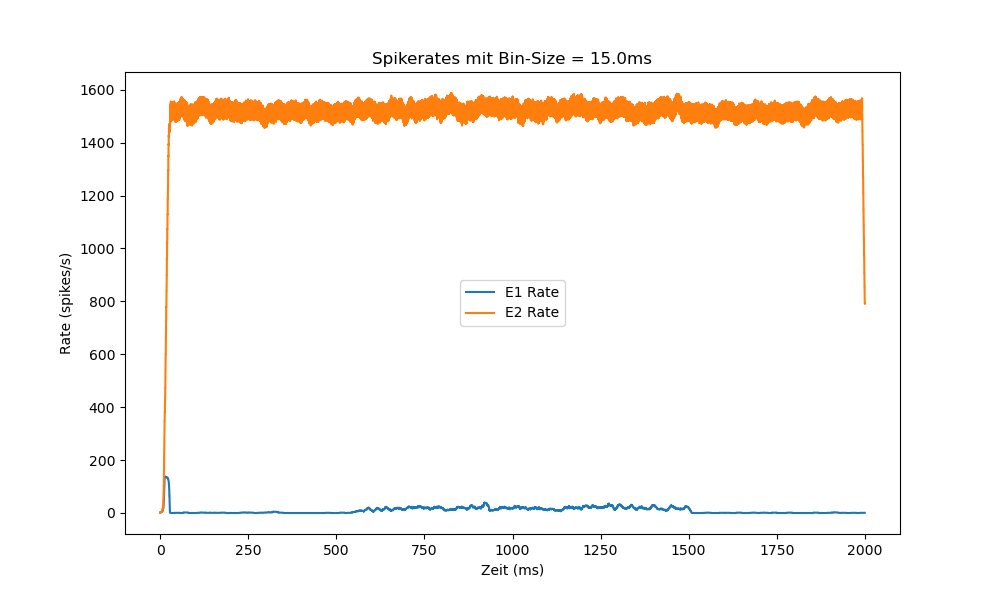 Spikerates mit Bin-Size = 15.0ms
1600
1400
1200
1000
800
600
400
200
0
Rate (spikes/s)
E1 Rate
E2 Rate
0 250 500 750 1000 1250 1500 1750 2000
Zeit (ms)